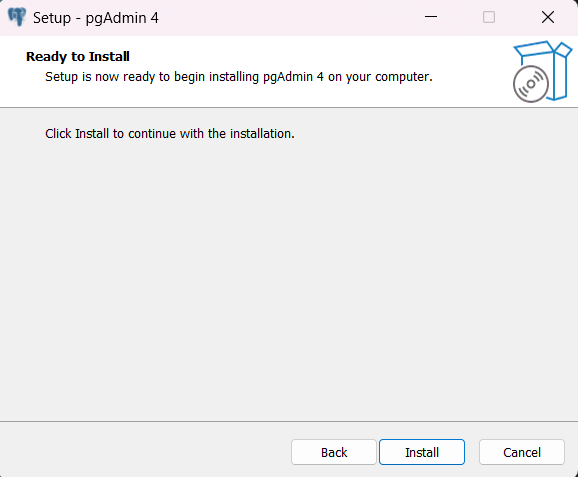 Setup - pgAdmin 4
Ready to Install
Setup is now ready to begin installing pgAdmin 4 on your computer.
Click Install to continue with the installation.
Back
Install
Cancel